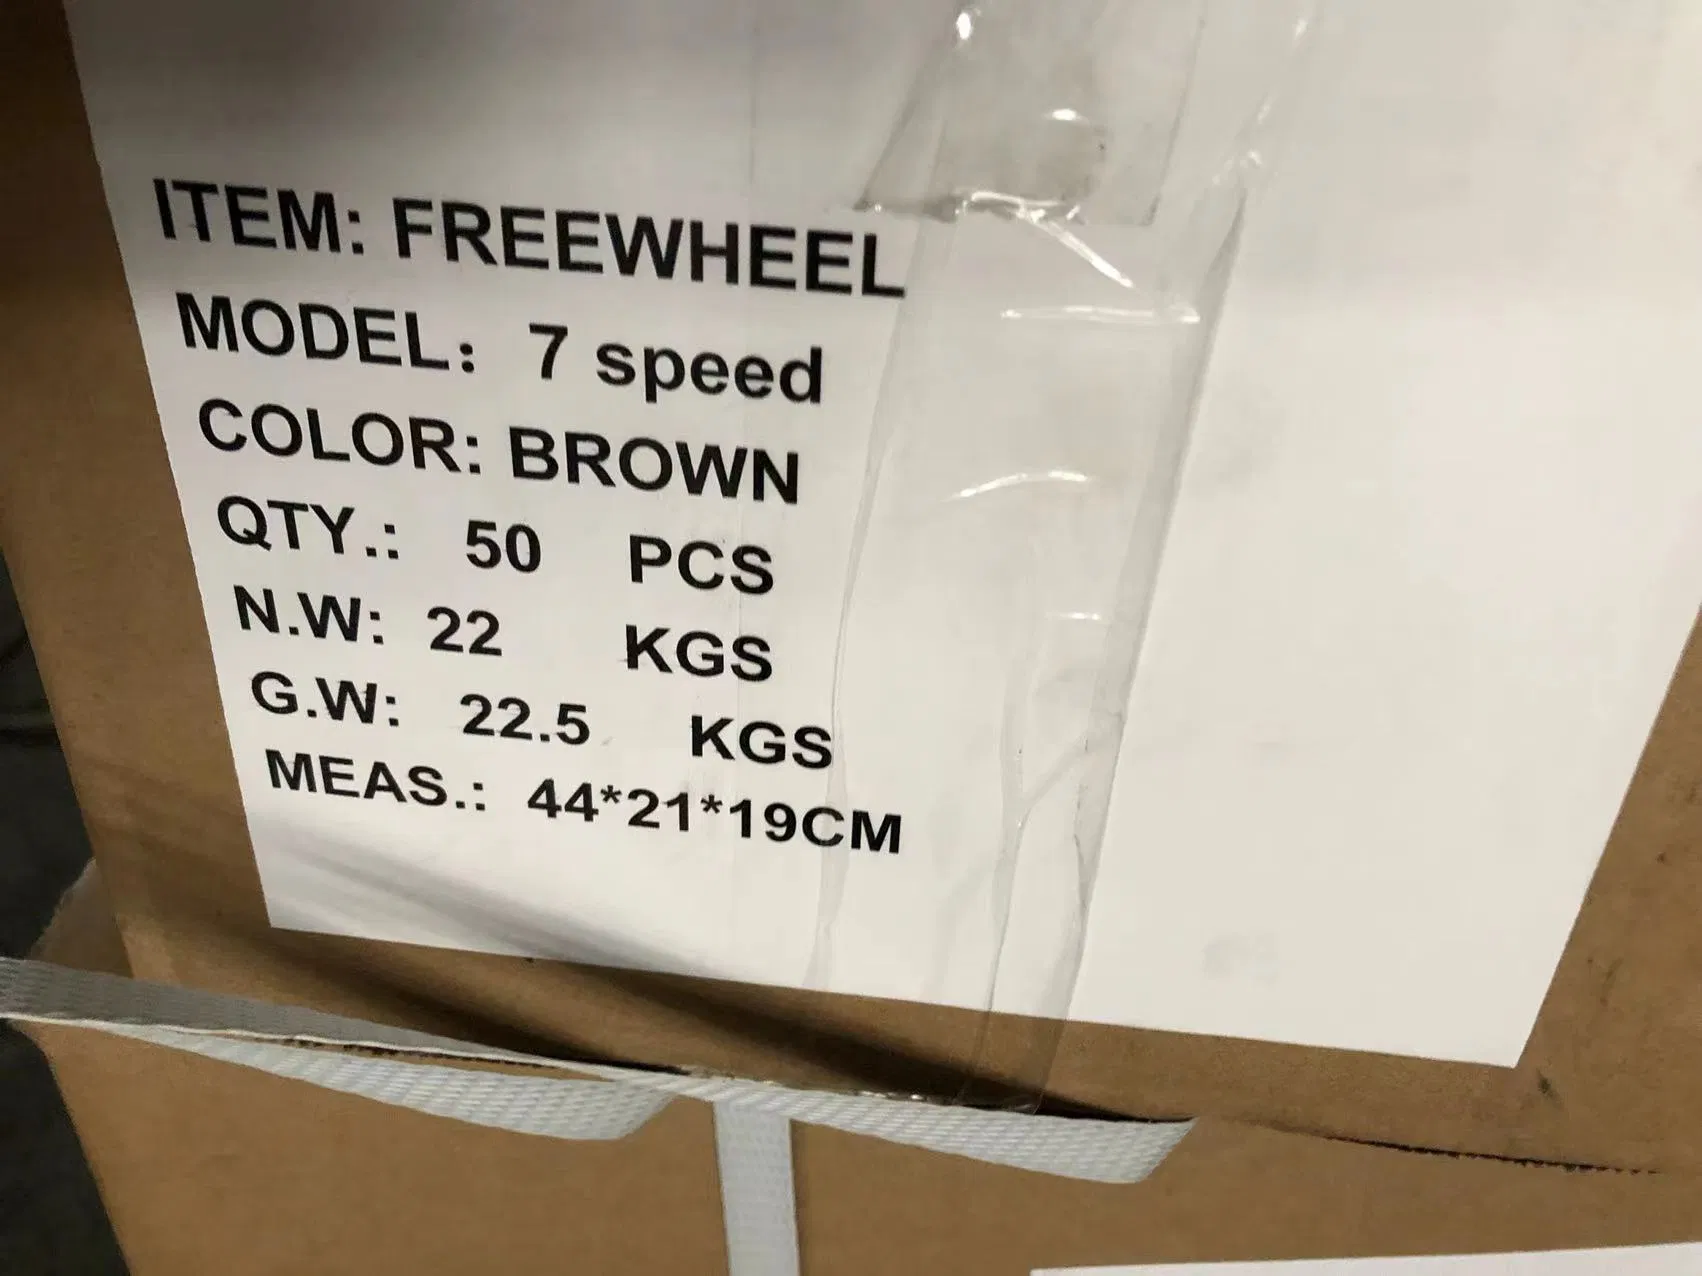 ITEM: FREEWHEEL
MODEL: 7 speed
COLOR: BROWN
QTY.: 50 PCS
N.W: 22 KGS
G.W: 22.5 KGS
MEAS.: 44*21*19CM